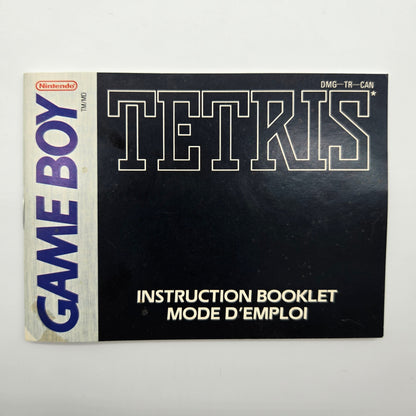 Nintendo
GAME BOY
TM/MD
DMG-TR-CAN
TETRIS*
INSTRUCTION BOOKLET
MODE D'EMPLOI